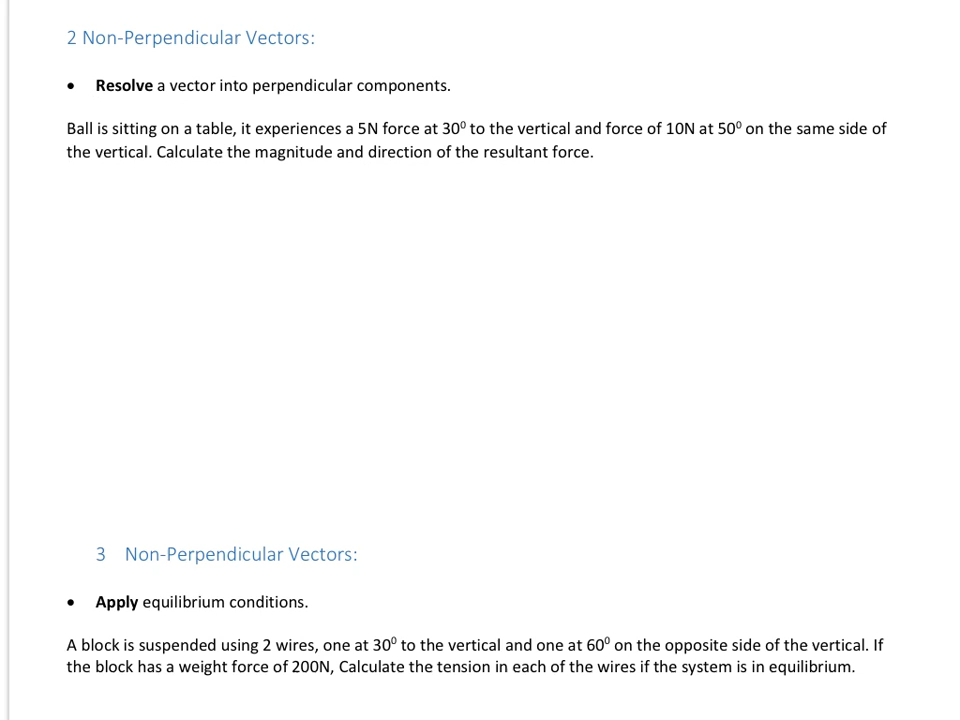 2 Non-Perpendicular Vectors:
• Resolve a vector into perpendicular components.
Ball is sitting on a table, it experiences a 5N force at 30⁰ to the vertical and force of 10N at 50⁰ on the same side of
the vertical. Calculate the magnitude and direction of the resultant force.
3 Non-Perpendicular Vectors:
• Apply equilibrium conditions.
A block is suspended using 2 wires, one at 30⁰ to the vertical and one at 60⁰ on the opposite side of the vertical. If
the block has a weight force of 200N, Calculate the tension in each of the wires if the system is in equilibrium.